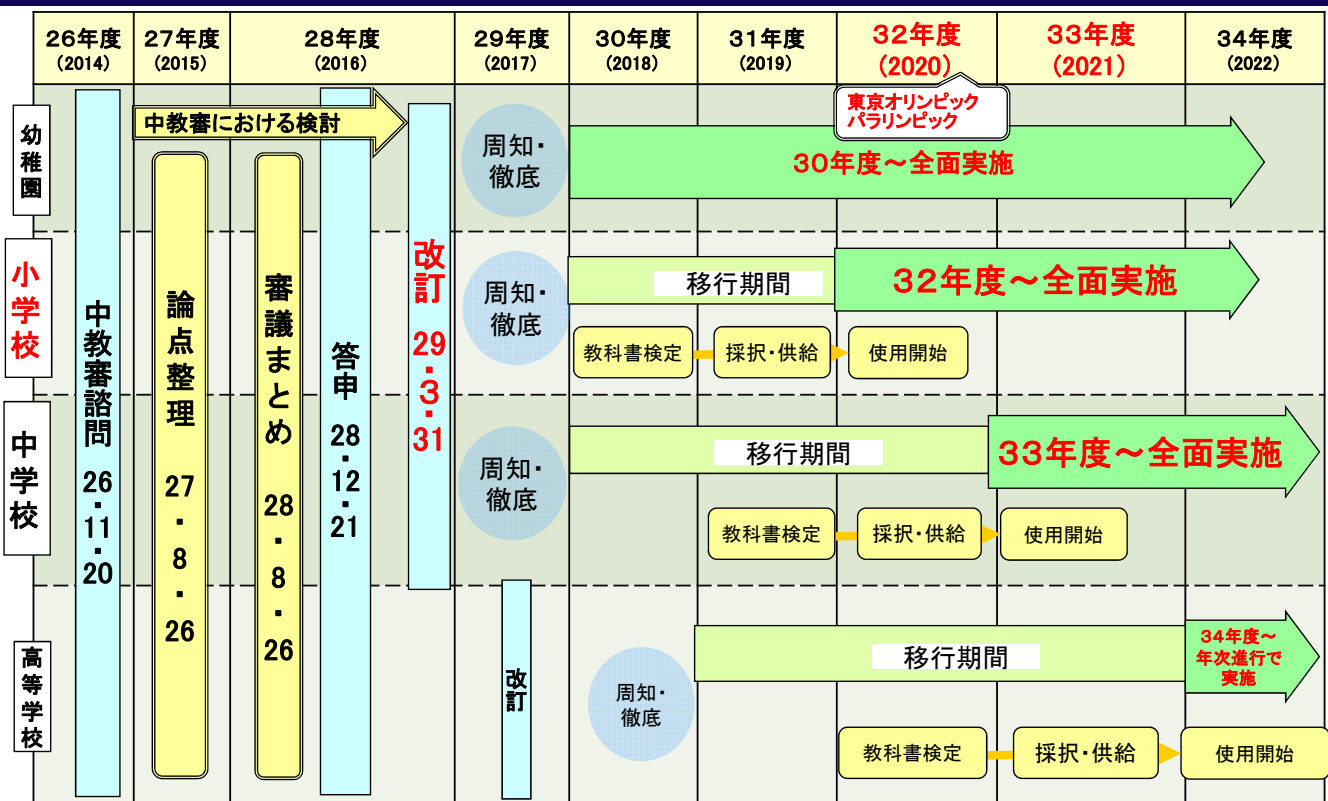 26年度
(2014)
27年度
(2015)
28年度
(2016)
29年度
(2017)
30年度
(2018)
31年度
(2019)
32年度
(2020)
33年度
(2021)
34年度
(2022)
東京オリンピック
パラリンピック
幼稚園
中教審における検討
周知・
徹底
30年度~全面実施
小学校
中教審諮問 26・11・20
論点整理 27・8・26
審議まとめ 28・8・26
答申 28・12・21
改訂 29・3・31
周知・
徹底
移行期間
32年度~全面実施
教科書検定
採択・供給
使用開始
中学校
周知・
徹底
移行期間
33年度~全面実施
教科書検定
採択・供給
使用開始
高等学校
改訂
周知・
徹底
移行期間
34年度~
年次進行で
実施
教科書検定
採択・供給
使用開始